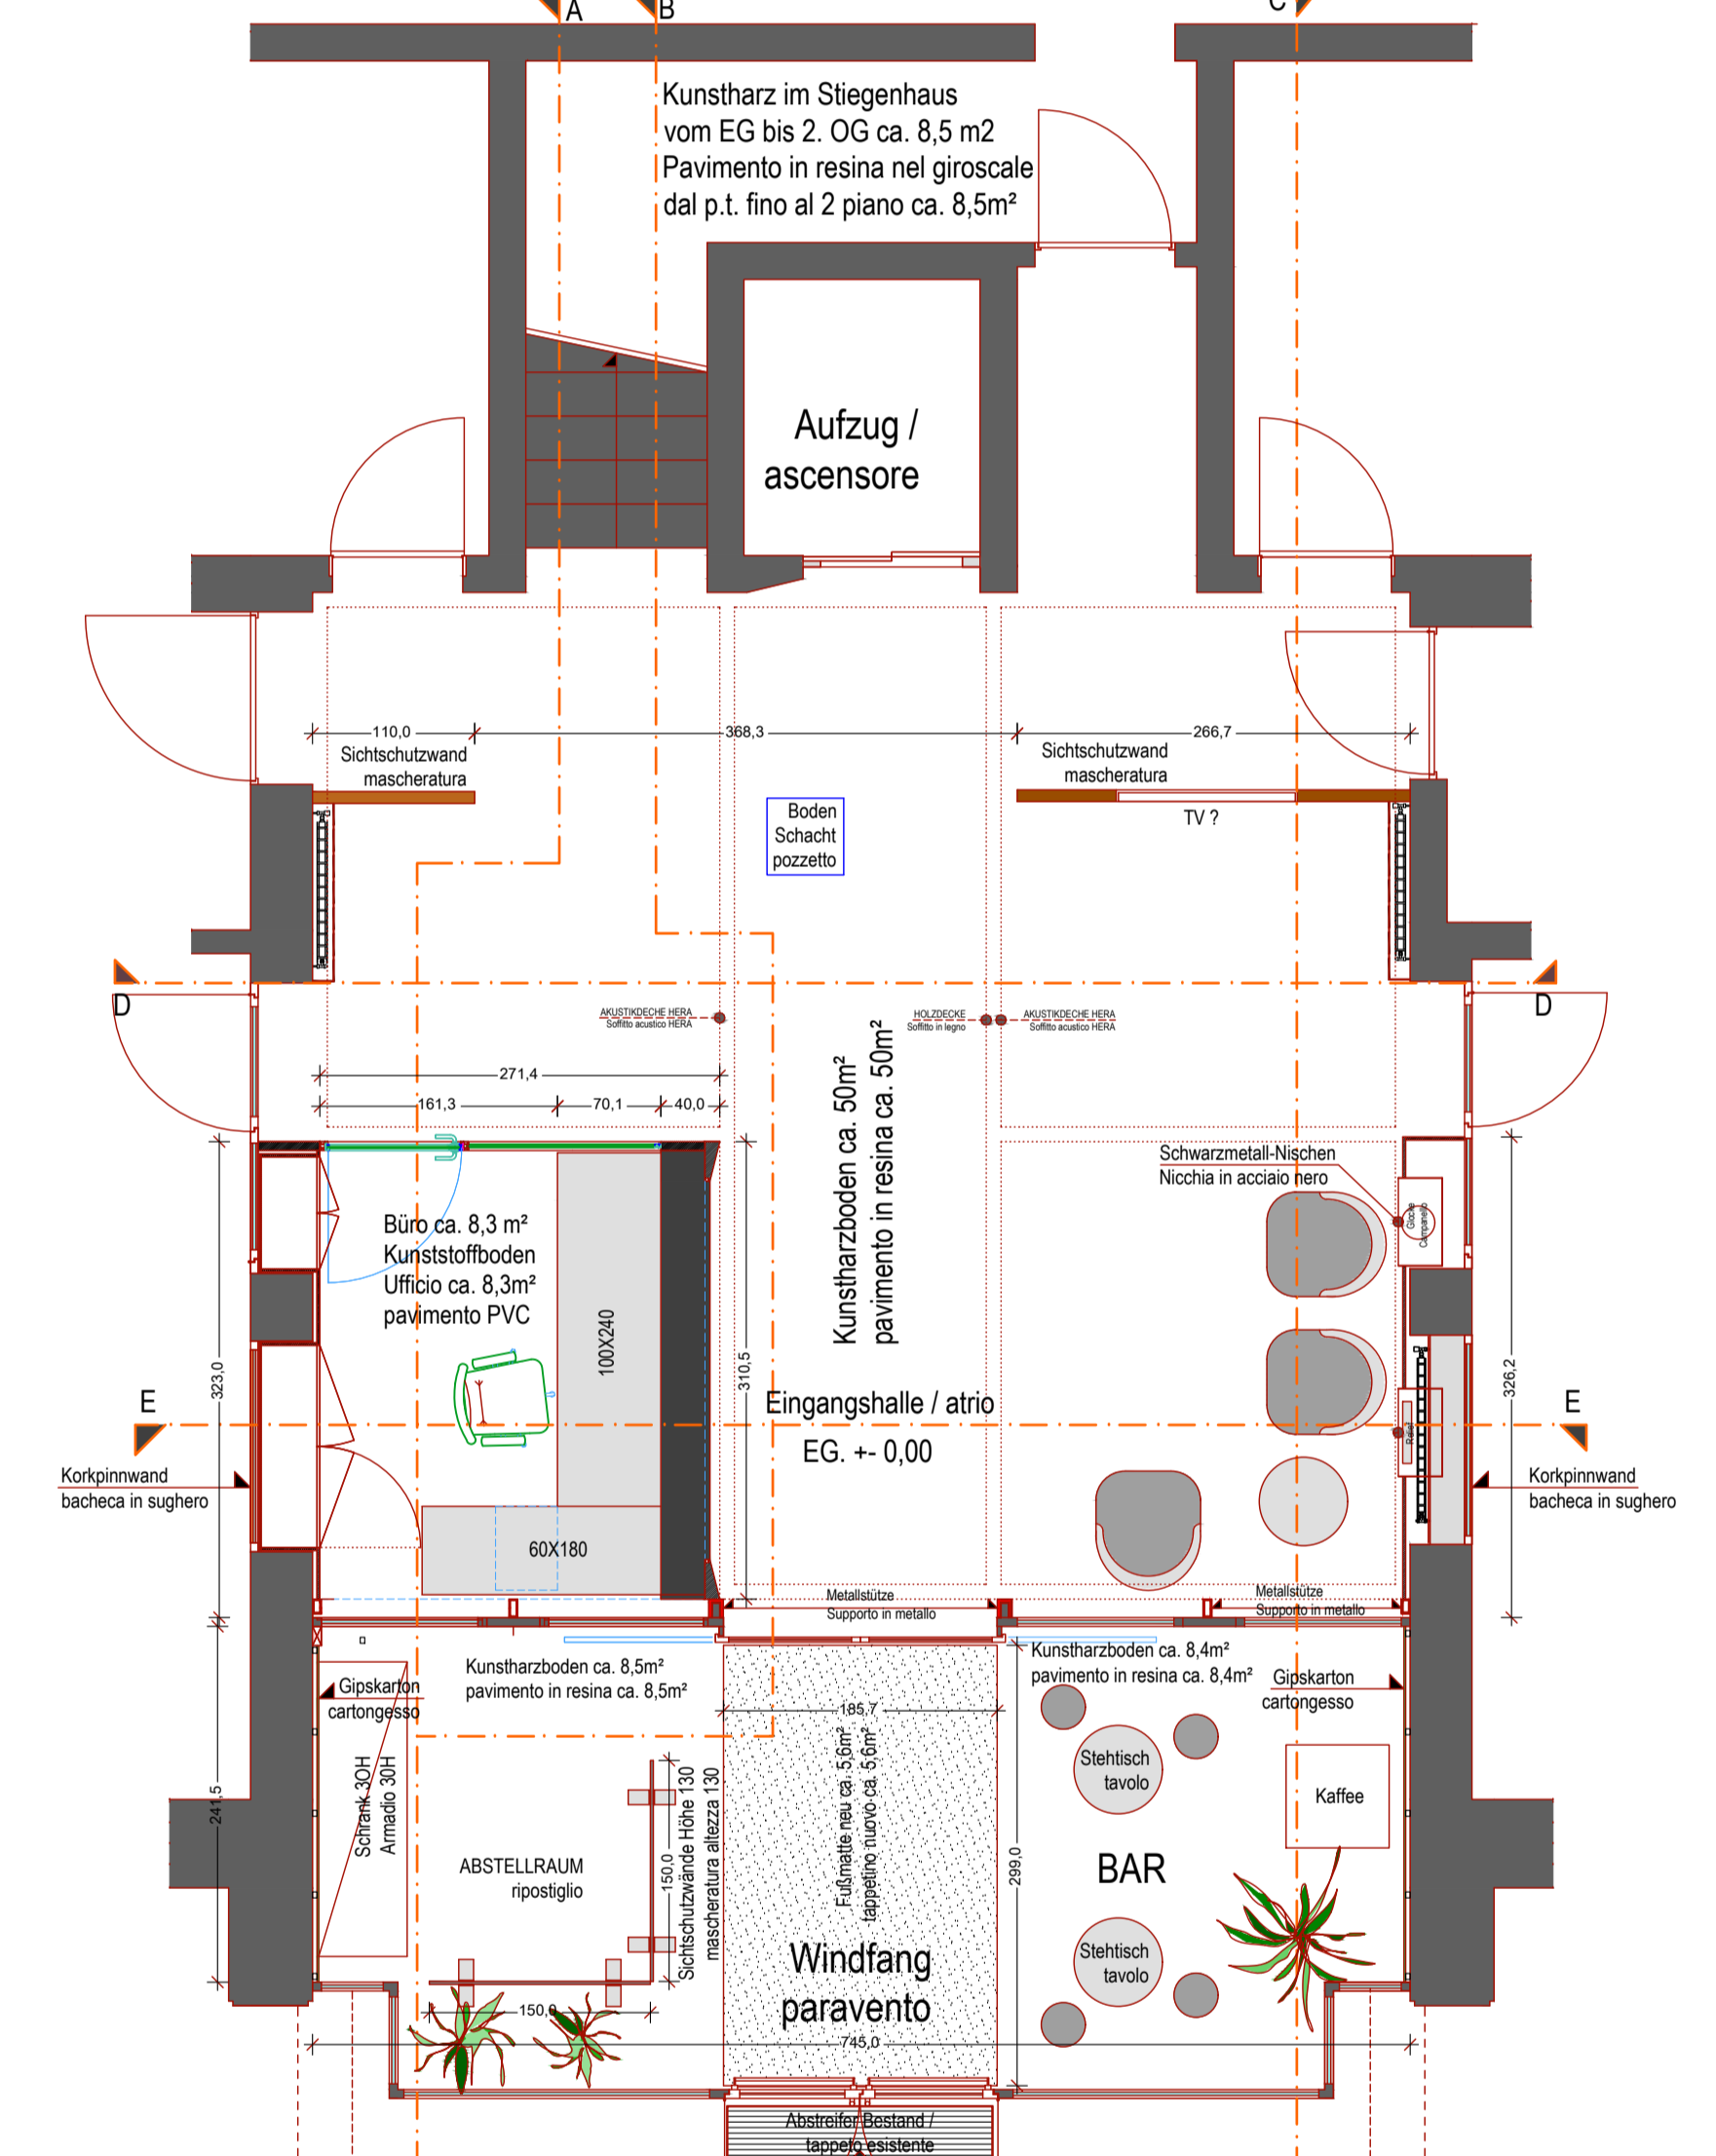 A
B
C
Kunstharz im Stiegenhaus
vom EG bis 2. OG ca. 8,5 m2
Pavimento in resina nel giroscale
dal p.t. fino al 2 piano ca. 8,5m²
Aufzug /
ascensore
110,0
368,3
266,7
Sichtschutzwand
mascheratura
Sichtschutzwand
mascheratura
TV ?
Boden
Schacht
pozzetto
D
D
AKUSTIKDECHE HERA
Soffitto acustico HERA
HOLZDECKE
Soffitto in legno
AKUSTIKDECHE HERA
Soffitto acustico HERA
271,4
161,3
70,1
40,0
Kunstharzboden ca. 50m²
pavimento in resina ca. 50m²
Schwarzmetall-Nischen
Nicchia in acciaio nero
Glocke
Campanello
Büro ca. 8,3 m²
Kunststoffboden
Ufficio ca. 8,3m²
pavimento PVC
100X240
323,0
310,5
326,2
E
E
Eingangshalle / atrio
EG. +- 0,00
Relief
Korkpinnwand
bacheca in sughero
Korkpinnwand
bacheca in sughero
60X180
Metallstütze
Supporto in metallo
Metallstütze
Supporto in metallo
Kunstharzboden ca. 8,5m²
pavimento in resina ca. 8,5m²
Kunstharzboden ca. 8,4m²
pavimento in resina ca. 8,4m²
Gipskarton
cartongesso
Gipskarton
cartongesso
185,7
Schrank 3OH
Armadio 30H
241,5
ABSTELLRAUM
ripostiglio
150,0
Sichtschutzwände Höhe 130
mascheratura altezza 130
Fußmatte neu ca. 5,6m²
tappetino nuovo ca. 5,6m²
299,0
Stehtisch
tavolo
Kaffee
BAR
Stehtisch
tavolo
Windfang
paravento
150,0
745,0
Abstreifer Bestand /
tappeto esistente